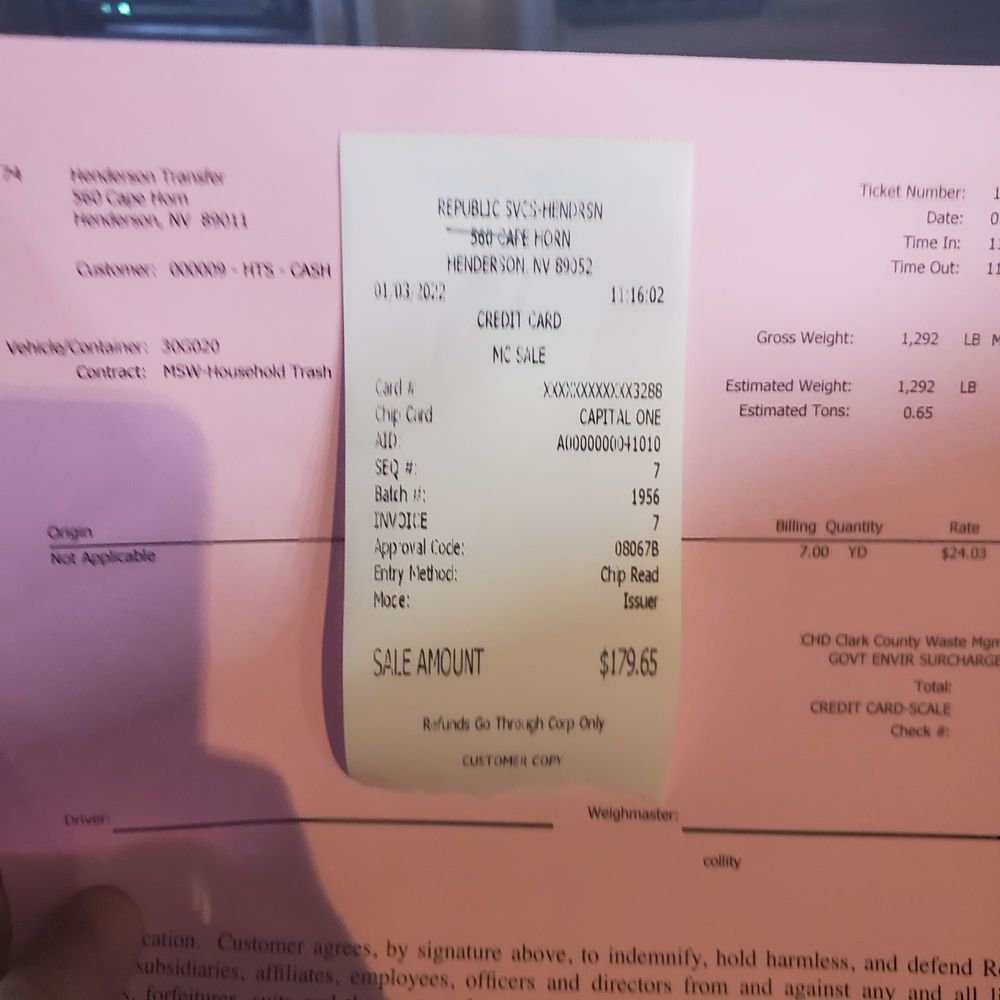 Henderson Transfer
560 Cape Horn
Henderson, NV 89011
Customer: 000009 - HTS - CASH
Vehicle/Container: 30G020
Contract: MSW-Household Trash
Origin
Not Applicable
REPUBLIC SVCS-HENDRSN
560 CAPE HORN
HENDERSON, NV 89052
01/03/2022 11:16:02
CREDIT CARD
MC SALE
Card # XXXXXXXXXXXX3288
Chip Card CAPITAL ONE
AID: A0000000041010
SEQ #: 7
Batch #: 1956
INVOICE 7
Approval Code: 08067B
Entry Method: Chip Read
Mode: Issuer
SALE AMOUNT $179.65
Refunds Go Through Corp Only
CUSTOMER COPY
Ticket Number: 1
Date: 0
Time In: 11
Time Out: 11
Gross Weight: 1,292 LB
Estimated Weight: 1,292 LB
Estimated Tons: 0.65
Billing Quantity Rate
7.00 YD $24.03
CHD Clark County Waste Mgm
GOVT ENVIR SURCHARGE
Total:
CREDIT CARD-SCALE
Check #:
Driver: Weighmaster:
collity
cation. Customer agrees, by signature above, to indemnify, hold harmless, and defend
subsidiaries, affiliates, employees, officers and directors from and against any and all